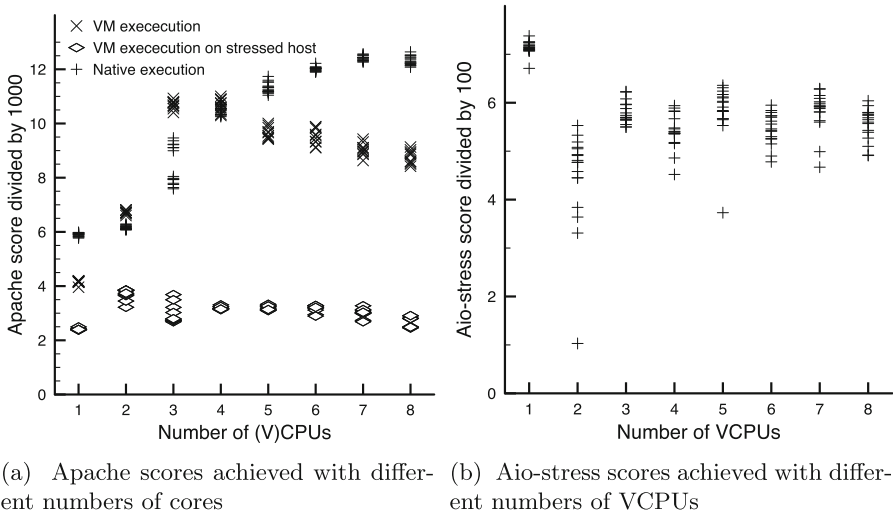 VM exececution
VM exececution on stressed host
Native execution
Apache score divided by 1000
12
10
8
6
4
2
0
1 2 3 4 5 6 7 8
Number of (V)CPUs
Aio-stress score divided by 100
6
4
2
0
1 2 3 4 5 6 7 8
Number of VCPUs
(a) Apache scores achieved with differ-
ent numbers of cores
(b) Aio-stress scores achieved with differ-
ent numbers of VCPUs